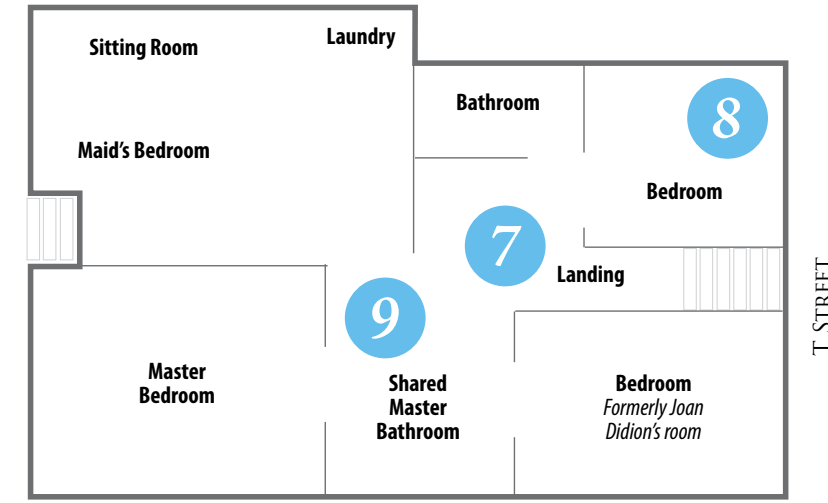 Sitting Room
Laundry
Bathroom
8
Maid's Bedroom
Bedroom
7
Landing
T Street
9
Master
Bedroom
Shared
Master
Bathroom
Bedroom
Formerly Joan
Didion's room